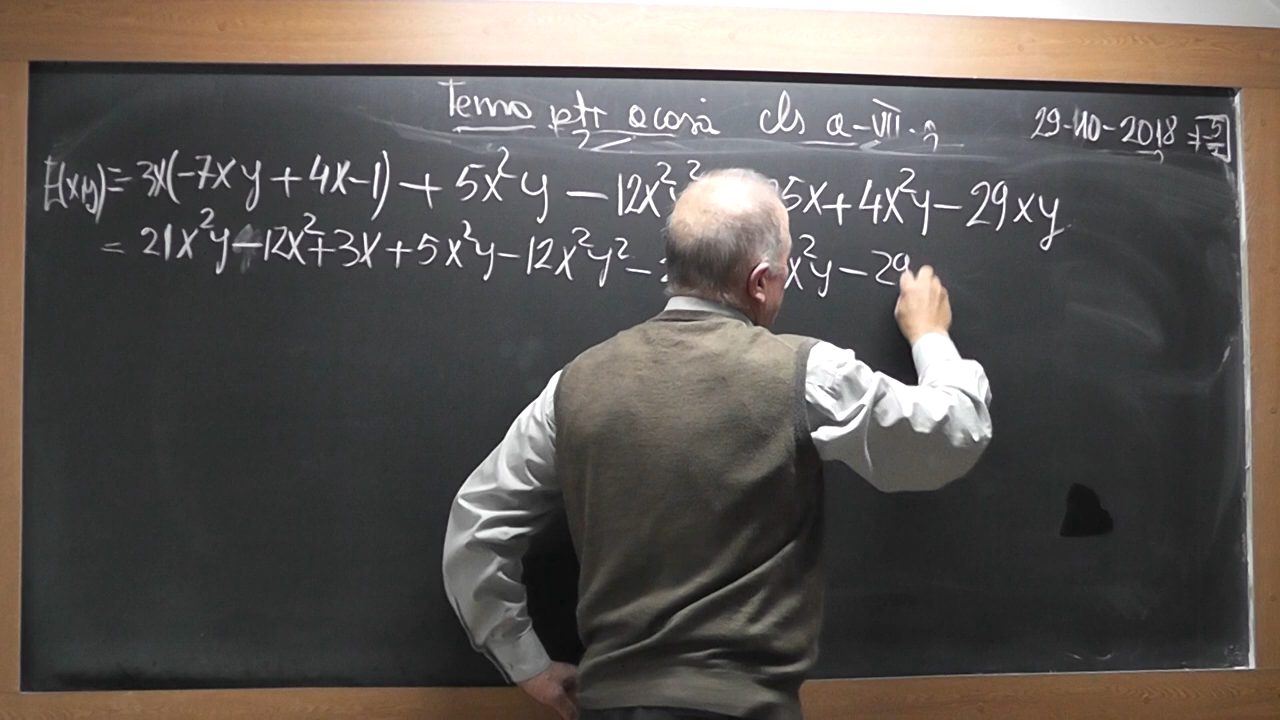 Temă ptr acasă cls a-VII-a
29-10-2018
E(x,y)= 3x(-7xy+4x-1)+5x²y-12x² 5x+4x²y-29xy
= 21x²y-12x²+3x+5x²y-12x²y²- x²y-29